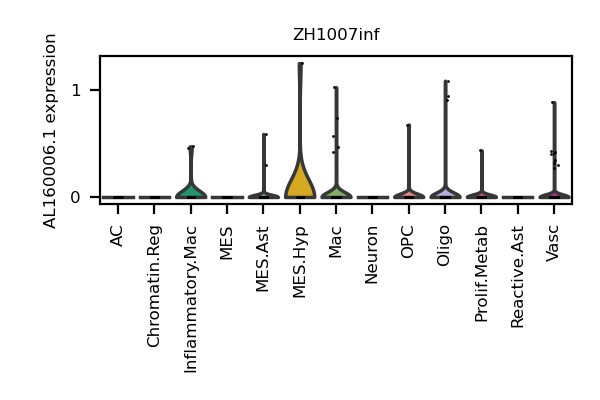 ZH1007inf
AL160006.1 expression
1
0
AC
Chromatin.Reg
Inflammatory.Mac
MES
MES.Ast
MES.Hyp
Mac
Neuron
OPC
Oligo
Prolif.Metab
Reactive.Ast
Vasc